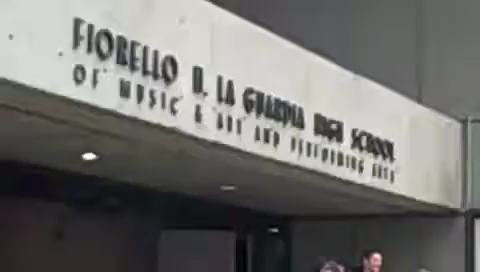 FIORELLO H. LA GUARDIA HIGH SCHOOL
OF MUSIC & ART AND PERFORMING ARTS